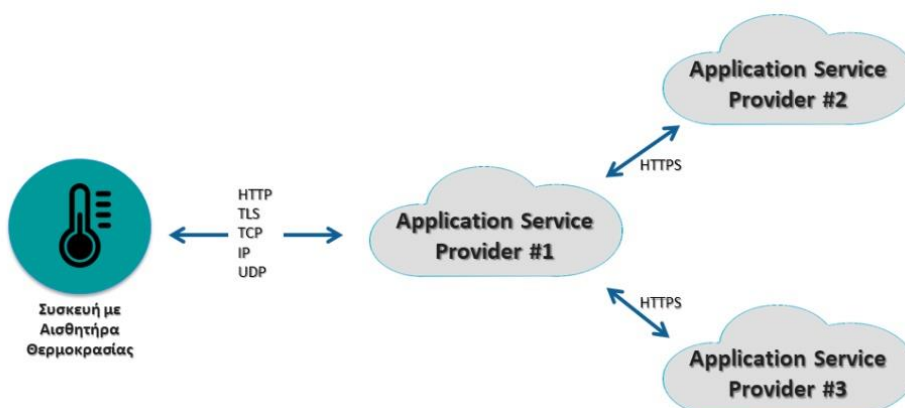 Συσκευή με
Αισθητήρα
Θερμοκρασίας
HTTP
TLS
TCP
IP
UDP
Application Service
Provider #1
HTTPS
Application Service
Provider #2
HTTPS
Application Service
Provider #3